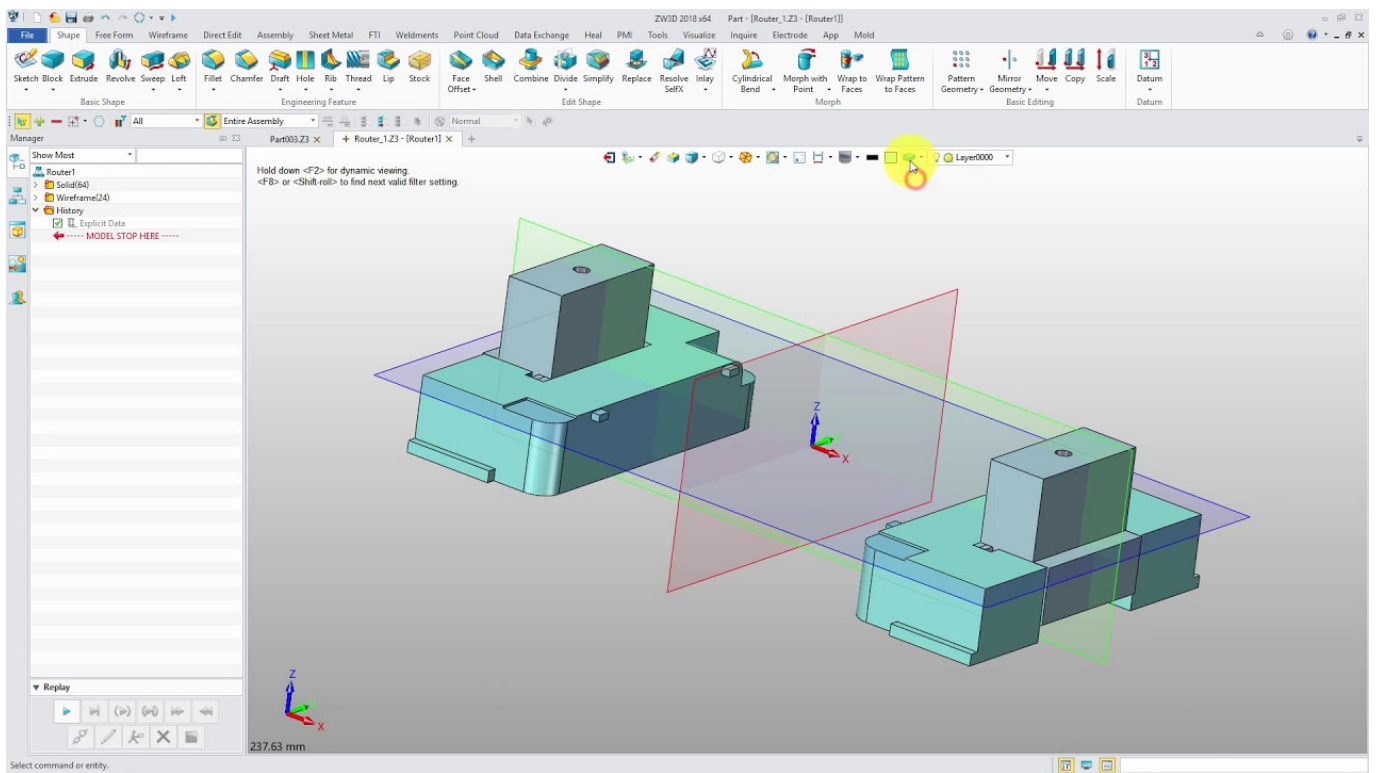 ZW3D 2018 x64 Part - [Router_1.Z3 - [Router1]]
File Shape Free Form Wireframe Direct Edit Assembly Sheet Metal FTI Weldments Point Cloud Data Exchange Heal PMI Tools Visualize Inquire Electrode App Mold
Sketch Block Extrude Revolve Sweep Loft Fillet Chamfer Draft Hole Rib Thread Lip Stock Face Offset Shell Combine Divide Simplify Replace Resolve SelfX Inlay Cylindrical Bend Morph with Point Wrap to Faces Wrap Pattern to Faces Pattern Geometry Mirror Geometry Move Copy Scale Datum
Basic Shape Engineering Feature Edit Shape Morph Basic Editing Datum
All Entire Assembly Normal
Manager Part003.Z3 Router_1.Z3 - [Router1]
Show Most Layer0000
Hold down <F2> for dynamic viewing.
<F8> or <Shift-roll> to find next valid filter setting.
Router1
Solid(64)
Wireframe(24)
History
Explicit Data
----- MODEL STOP HERE -----
Z
X
Replay
Z
X
237.63 mm
Select command or entity.